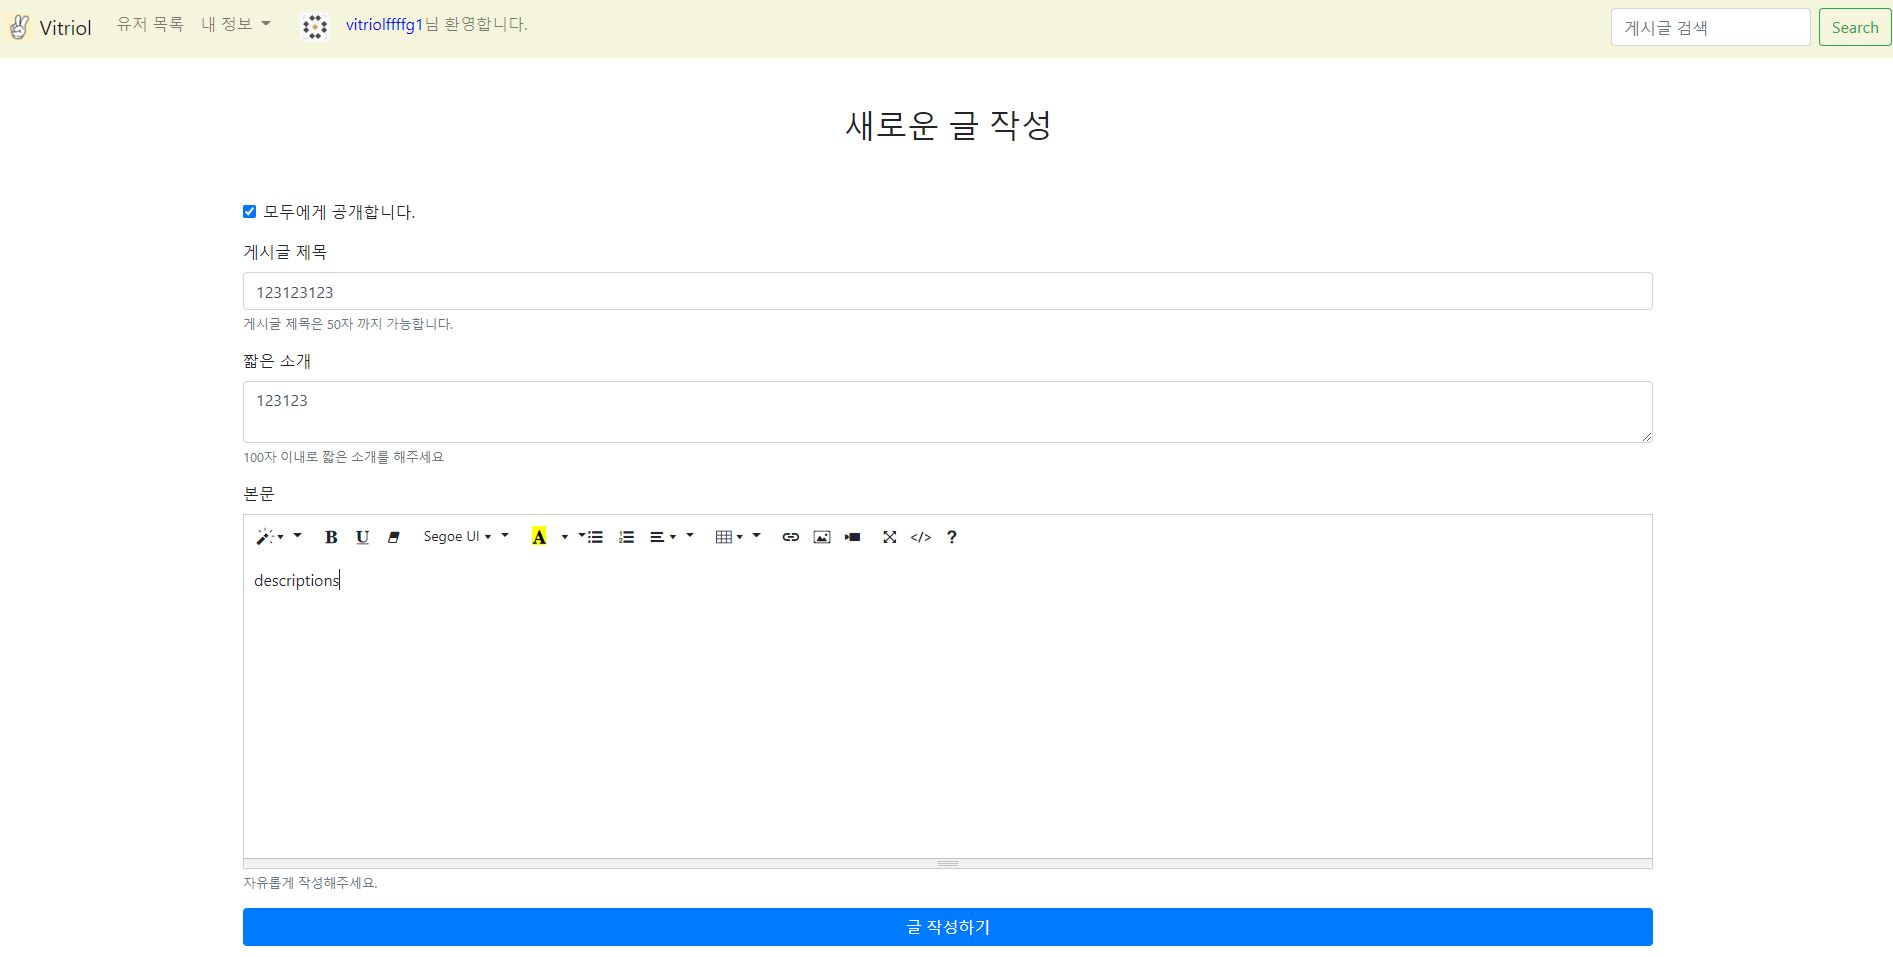 Vitriol 유저 목록 내 정보 vitriolffffg1님 환영합니다. 게시글 검색 Search
새로운 글 작성
모두에게 공개합니다.
게시글 제목
123123123
게시글 제목은 50자 까지 가능합니다.
짧은 소개
123123
100자 이내로 짧은 소개를 해주세요
본문
B U Segoe UI A </> ?
descriptions
자유롭게 작성해주세요.
글 작성하기